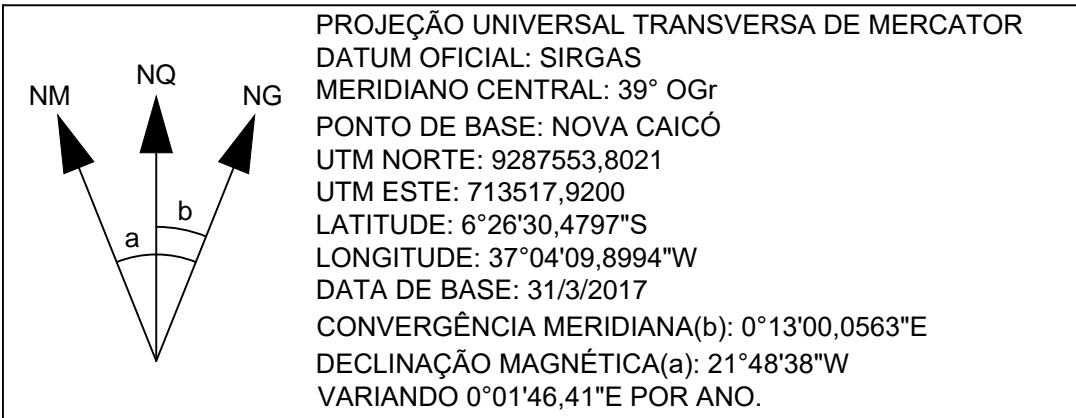 NM
NQ
NG
a
b
PROJEÇÃO UNIVERSAL TRANSVERSA DE MERCATOR
DATUM OFICIAL: SIRGAS
MERIDIANO CENTRAL: 39° OGr
PONTO DE BASE: NOVA CAICÓ
UTM NORTE: 9287553,8021
UTM ESTE: 713517,9200
LATITUDE: 6°26'30,4797"S
LONGITUDE: 37°04'09,8994"W
DATA DE BASE: 31/3/2017
CONVERGÊNCIA MERIDIANA(b): 0°13'00,0563"E
DECLINAÇÃO MAGNÉTICA(a): 21°48'38"W
VARIANDO 0°01'46,41"E POR ANO.